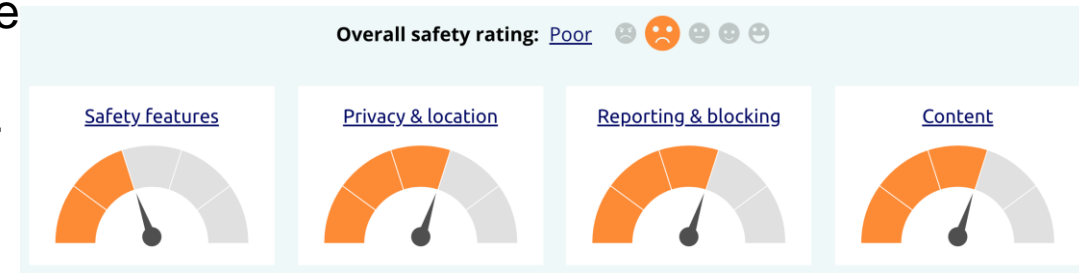 e
Overall safety rating: Poor
Safety features
Privacy & location
Reporting & blocking
Content